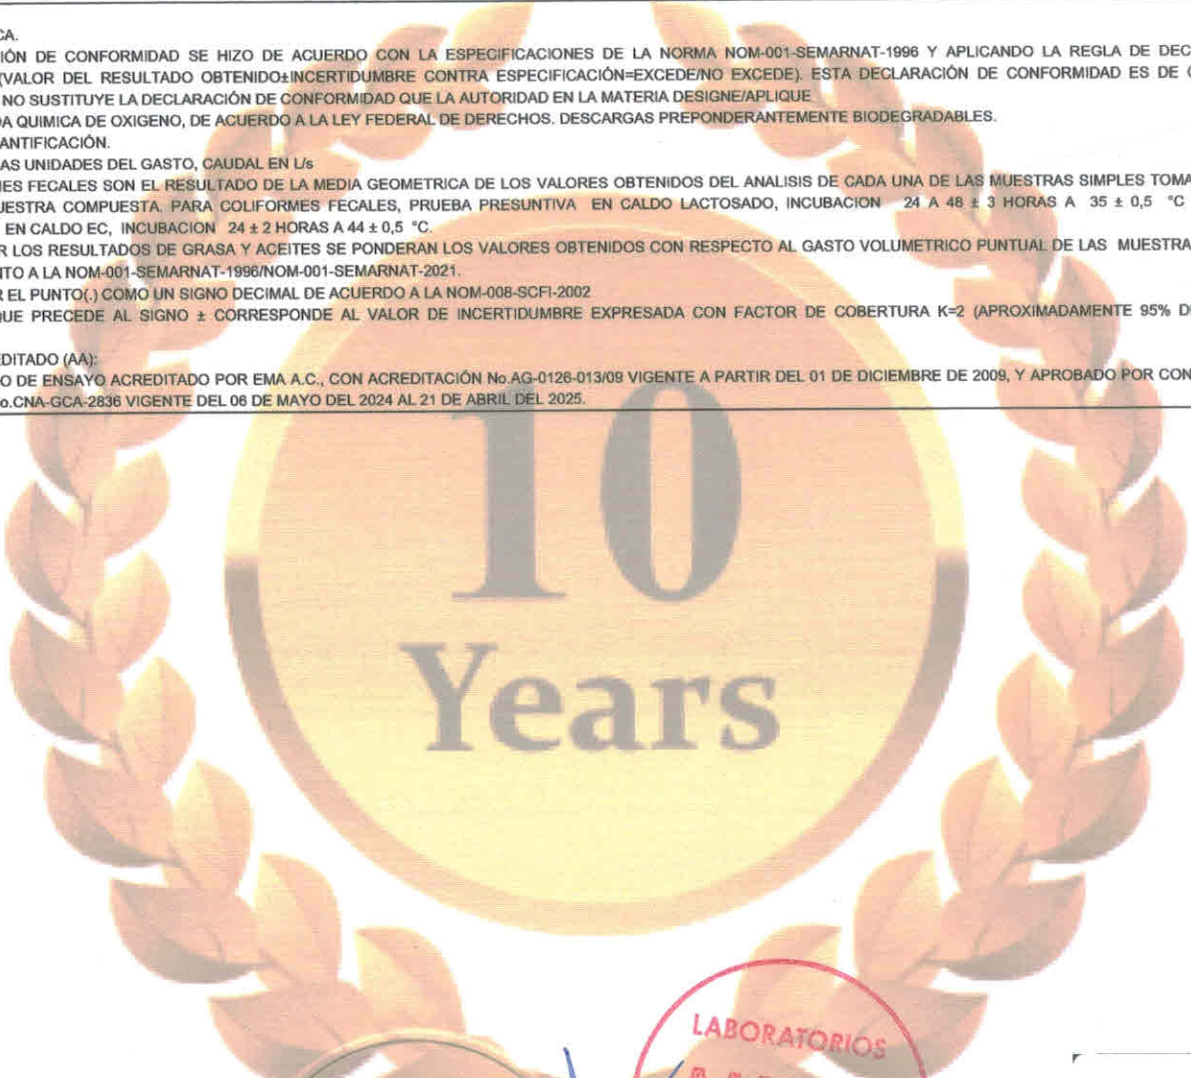 CA.
IÓN DE CONFORMIDAD SE HIZO DE ACUERDO CON LA ESPECIFICACIONES DE LA NORMA NOM-001-SEMARNAT-1996 Y APLICANDO LA REGLA DE DEC
(VALOR DEL RESULTADO OBTENIDO±INCERTIDUMBRE CONTRA ESPECIFICACIÓN=EXCEDE/NO EXCEDE). ESTA DECLARACIÓN DE CONFORMIDAD ES DE
NO SUSTITUYE LA DECLARACIÓN DE CONFORMIDAD QUE LA AUTORIDAD EN LA MATERIA DESIGNE/APLIQUE
DA QUIMICA DE OXIGENO, DE ACUERDO A LA LEY FEDERAL DE DERECHOS. DESCARGAS PREPONDERANTEMENTE BIODEGRADABLES.
ANTIFICACIÓN.
AS UNIDADES DEL GASTO, CAUDAL EN L/s
MES FECALES SON EL RESULTADO DE LA MEDIA GEOMETRICA DE LOS VALORES OBTENIDOS DEL ANALISIS DE CADA UNA DE LAS MUESTRAS SIMPLES TOMA
UESTRA COMPUESTA. PARA COLIFORMES FECALES, PRUEBA PRESUNTIVA EN CALDO LACTOSADO, INCUBACION 24 A 48 ± 3 HORAS A 35 ± 0,5 °C
EN CALDO EC, INCUBACION 24 ± 2 HORAS A 44 ± 0,5 °C.
R LOS RESULTADOS DE GRASA Y ACEITES SE PONDERAN LOS VALORES OBTENIDOS CON RESPECTO AL GASTO VOLUMETRICO PUNTUAL DE LAS MUESTRA
NTO A LA NOM-001-SEMARNAT-1996/NOM-001-SEMARNAT-2021.
R EL PUNTO(.) COMO UN SIGNO DECIMAL DE ACUERDO A LA NOM-008-SCFI-2002
QUE PRECEDE AL SIGNO ± CORRESPONDE AL VALOR DE INCERTIDUMBRE EXPRESADA CON FACTOR DE COBERTURA K=2 (APROXIMADAMENTE 95% D
EDITADO (AA):
O DE ENSAYO ACREDITADO POR EMA A.C., CON ACREDITACIÓN No.AG-0126-013/09 VIGENTE A PARTIR DEL 01 DE DICIEMBRE DE 2009, Y APROBADO POR CON
o.CNA-GCA-2836 VIGENTE DEL 06 DE MAYO DEL 2024 AL 21 DE ABRIL DEL 2025.
10
Years
LABORATORIOS